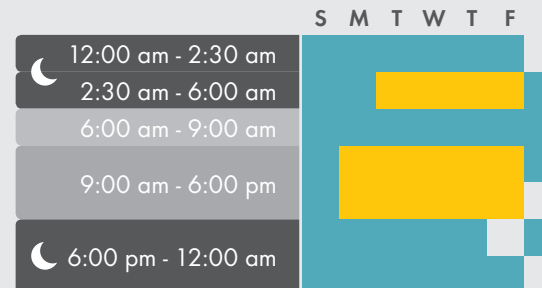 S M T W T F
12:00 am - 2:30 am
2:30 am - 6:00 am
6:00 am - 9:00 am
9:00 am - 6:00 pm
6:00 pm - 12:00 am